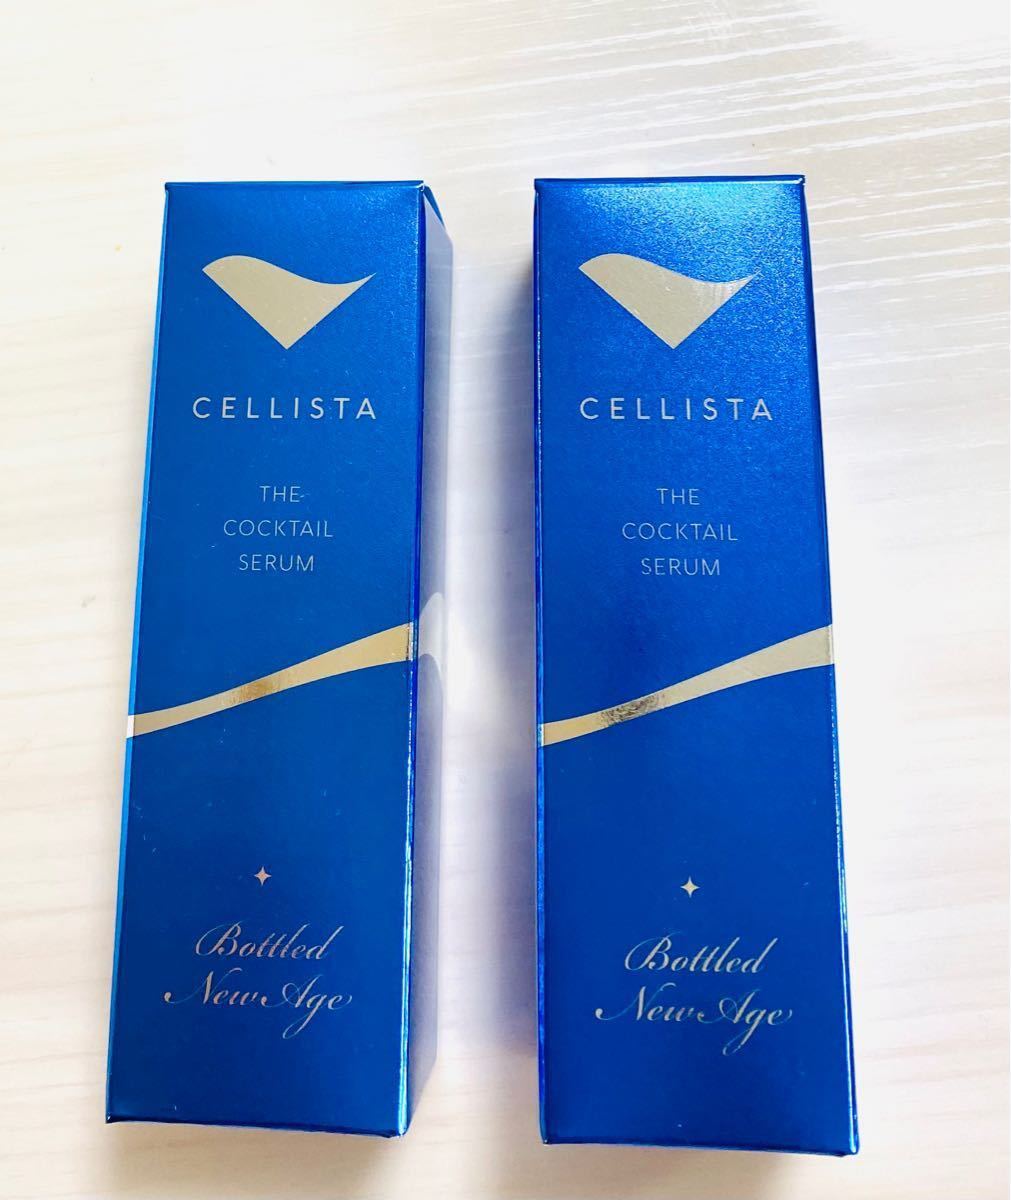 CELLISTA
THE
COCKTAIL
SERUM
Bottled
New Age
CELLISTA
THE
COCKTAIL
SERUM
Bottled
New Age